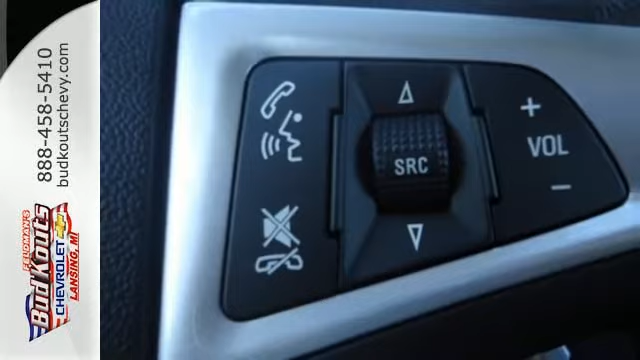 888-458-5410
budkoutschevy.com
FELDMAN'S
BudKouts
CHEVROLET
LANSING, MI
SRC
+
VOL
−